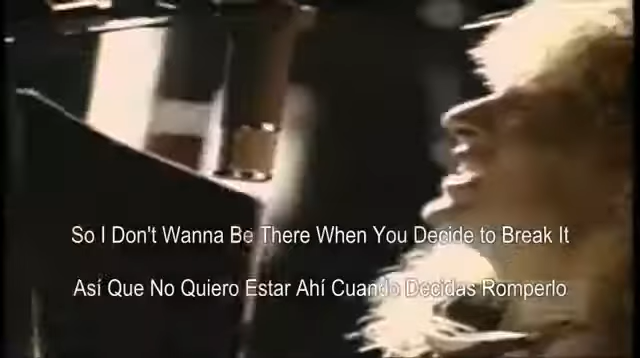 So I Don't Wanna Be There When You Decide to Break It
Así Que No Quiero Estar Ahí Cuando Decidas Romperlo